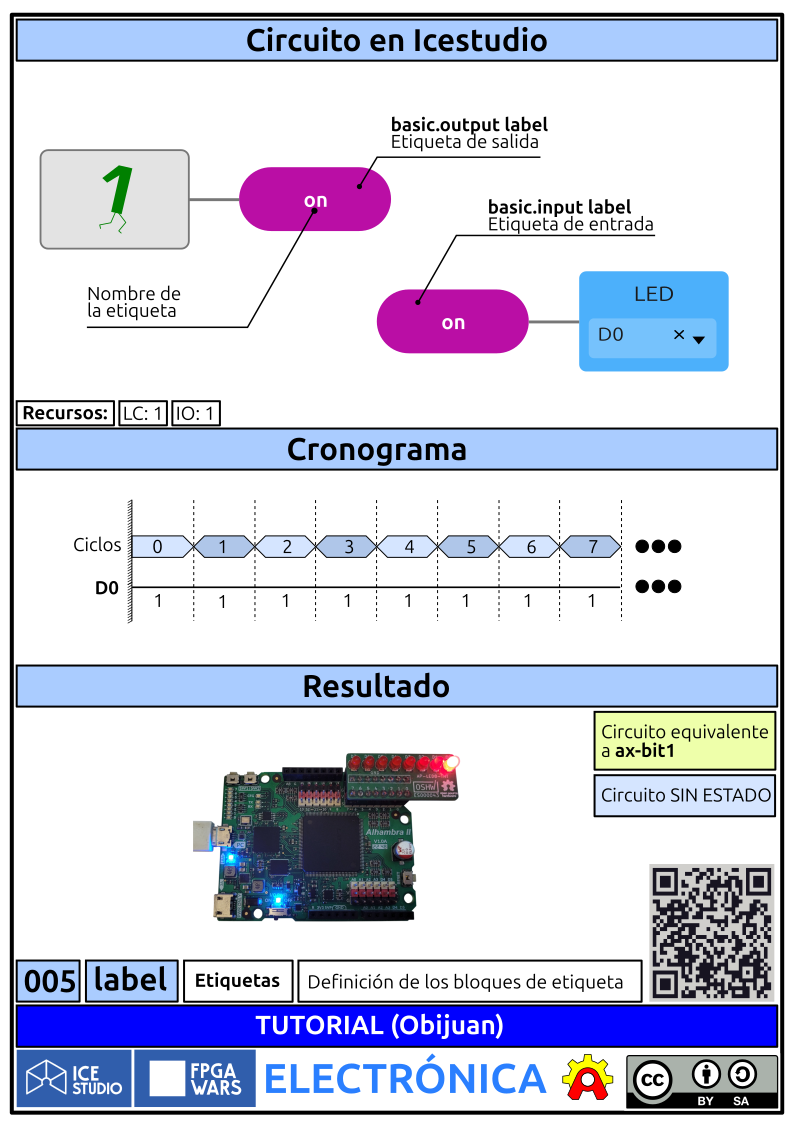 Circuito en Icestudio
basic.output label
Etiqueta de salida
1
on
basic.input label
Etiqueta de entrada
Nombre de
la etiqueta
on
LED
D0 ×
Recursos: LC: 1 IO: 1
Cronograma
Ciclos 0 1 2 3 4 5 6 7
D0
1 1 1 1 1 1 1 1
Resultado
Circuito equivalente
a ax-bit1
Circuito SIN ESTADO
Alhambra II
005 label Etiquetas Definición de los bloques de etiqueta
TUTORIAL (Obijuan)
ICE
STUDIO
FPGA
WARS
ELECTRÓNICA
CC
BY SA